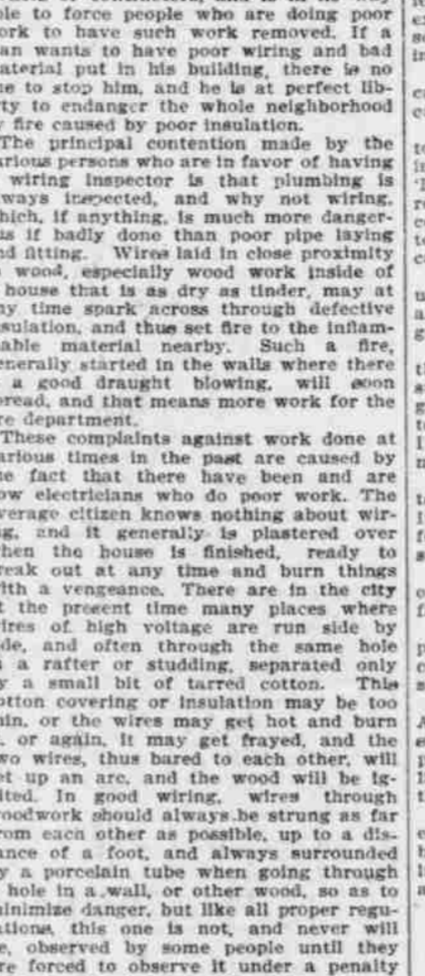 le to force people who are doing poor
ork to have such work removed. If a
an wants to have poor wiring and bad
aterial put in his building, there is no
ne to stop him, and he is at perfect lib-
rty to endanger the whole neighborhood
y fire caused by poor insulation.
The principal contention made by the
arious persons who are in favor of having
wiring inspector is that plumbing is
ways inspected, and why not wiring,
hich, if anything, is much more danger-
us if badly done than poor pipe laying
nd fitting. Wires laid in close proximity
wood, especially wood work inside of
house that is as dry as tinder, may at
ny time spark across through defective
sulation, and thus set fire to the inflam-
able material nearby. Such a fire,
enerally started in the walls where there
a good draught blowing, will soon
pread, and that means more work for the
re department.
These complaints against work done at
arious times in the past are caused by
he fact that there have been and are
ow electricians who do poor work. The
verage citizen knows nothing about wir-
g, and it generally is plastered over
hen the house is finished, ready to
reak out at any time and burn things
ith a vengeance. There are in the city
t the present time many places where
ires of high voltage are run side by
de, and often through the same hole
a rafter or studding, separated only
y a small bit of tarred cotton. This
otton covering or insulation may be too
hin, or the wires may get hot and burn
, or again, it may get frayed, and the
wo wires, thus bared to each other, will
et up an arc, and the wood will be ig-
ited. In good wiring, wires through
oodwork should always be strung as far
rom each other as possible, up to a dis-
ance of a foot, and always surrounded
y a porcelain tube when going through
hole in a wall, or other wood, so as to
inimize danger, but like all proper regu-
ations, this one is not, and never will
e, observed by some people until they
re forced to observe it under a penalty